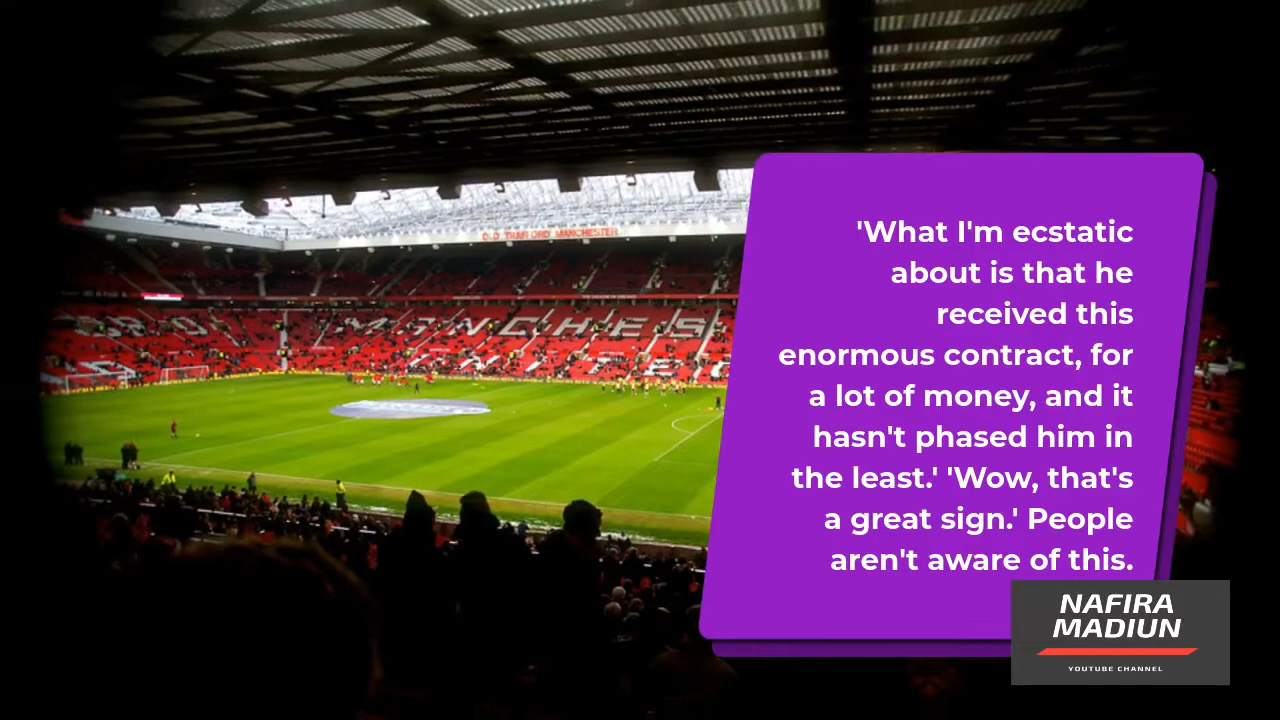 OLD TRAFFORD MANCHESTER
'What I'm ecstatic
about is that he
received this
enormous contract, for
a lot of money, and it
hasn't phased him in
the least.' 'Wow, that's
a great sign.' People
aren't aware of this.
NAFIRA
MADIUN
YOUTUBE CHANNEL